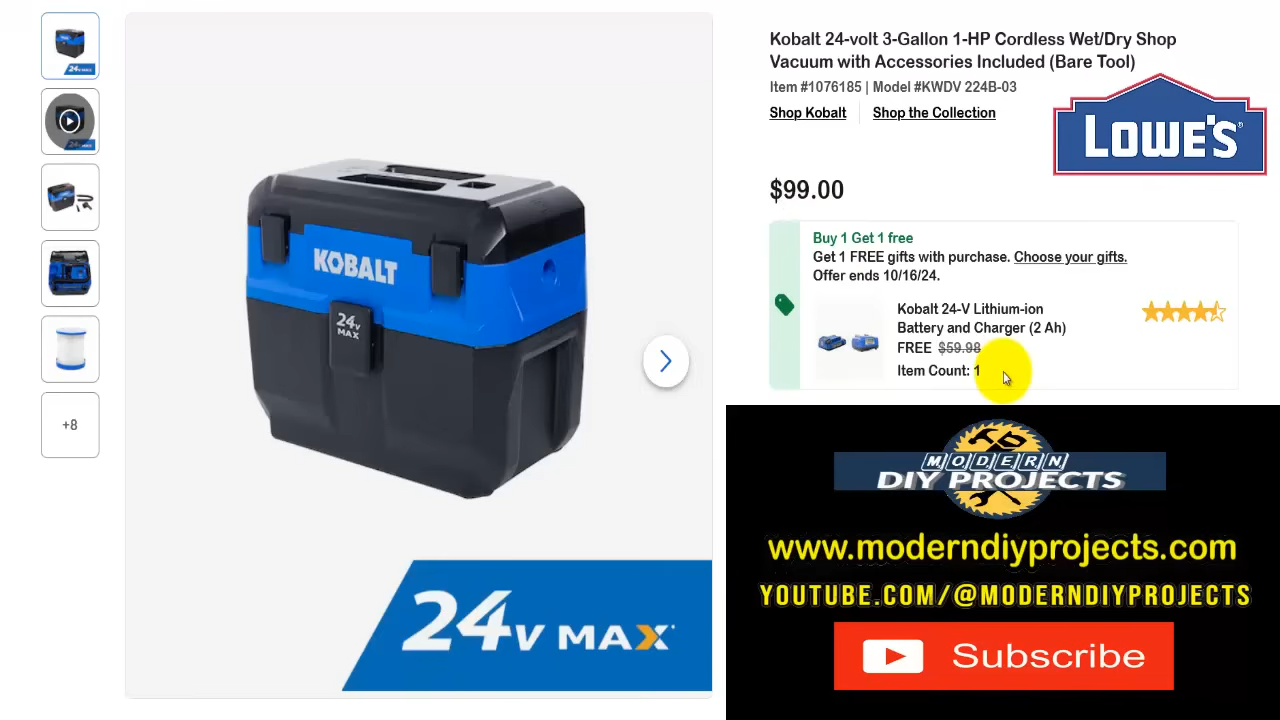 Kobalt 24-volt 3-Gallon 1-HP Cordless Wet/Dry Shop
Vacuum with Accessories Included (Bare Tool)
Item #1076185 | Model #KWDV 224B-03
Shop Kobalt
Shop the Collection
LOWE'S
$99.00
Buy 1 Get 1 free
Get 1 FREE gifts with purchase. Choose your gifts.
Offer ends 10/16/24.
Kobalt 24-V Lithium-ion
Battery and Charger (2 Ah)
FREE $59.98
Item Count: 1
KOBALT
24V
MAX
24V MAX
+8
MODERN
DIY PROJECTS
www.moderndiyprojects.com
YOUTUBE.COM/@MODERNDIYPROJECTS
Subscribe